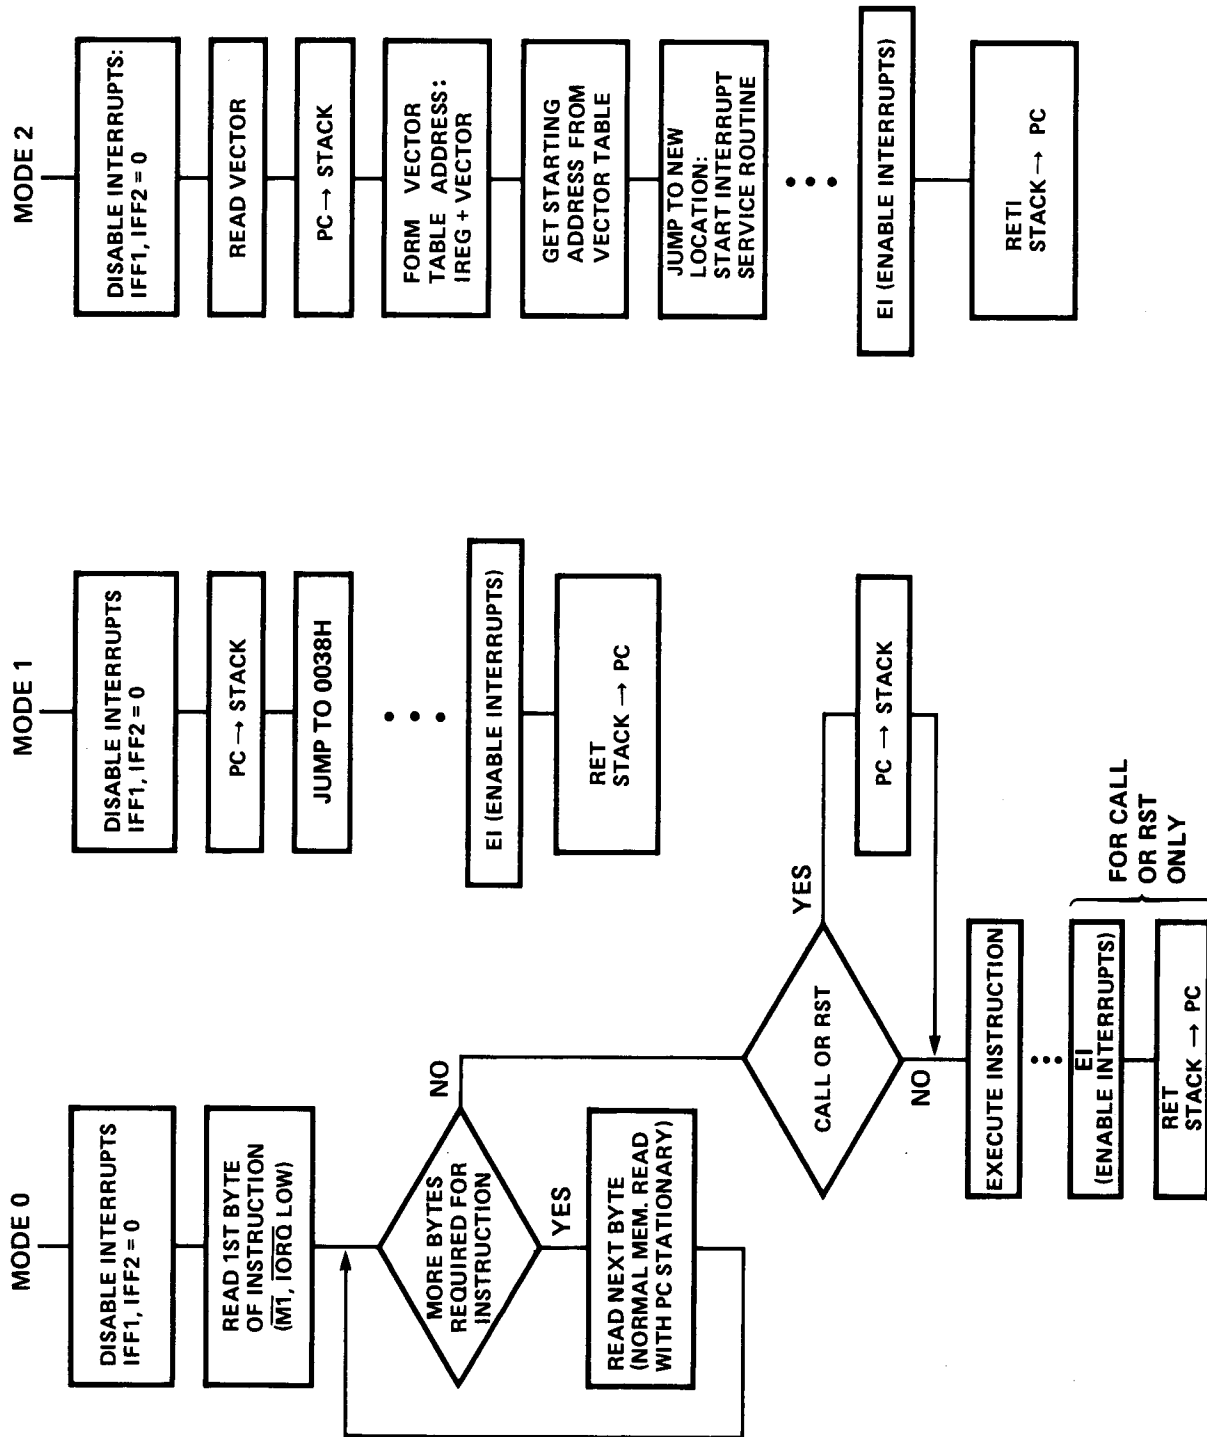 MODE 0
DISABLE INTERRUPTS
IFF1, IFF2 = 0
READ 1ST BYTE
OF INSTRUCTION
(M1, IORQ LOW)
MORE BYTES
REQUIRED FOR
INSTRUCTION
NO
YES
READ NEXT BYTE
(NORMAL MEM. READ
WITH PC STATIONARY)
CALL OR RST
YES
NO
PC → STACK
EXECUTE INSTRUCTION
•••
EI
(ENABLE INTERRUPTS)
RET
STACK → PC
FOR CALL
OR RST
ONLY
MODE 1
DISABLE INTERRUPTS
IFF1, IFF2 = 0
PC → STACK
JUMP TO 0038H
•••
EI (ENABLE INTERRUPTS)
RET
STACK → PC
MODE 2
DISABLE INTERRUPTS:
IFF1, IFF2 = 0
READ VECTOR
PC → STACK
FORM VECTOR
TABLE ADDRESS:
IREG + VECTOR
GET STARTING
ADDRESS FROM
VECTOR TABLE
JUMP TO NEW
LOCATION:
START INTERRUPT
SERVICE ROUTINE
•••
EI (ENABLE INTERRUPTS)
RETI
STACK → PC